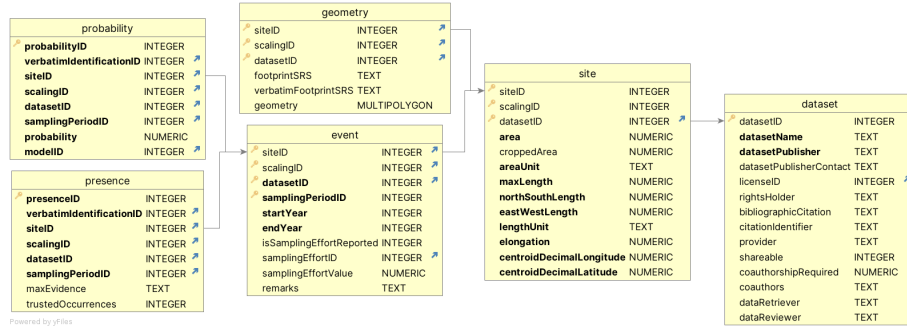 probability
probabilityID INTEGER
verbatimIdentificationID INTEGER
siteID INTEGER
scalingID INTEGER
datasetID INTEGER
samplingPeriodID INTEGER
probability NUMERIC
modelID INTEGER
presence
presenceID INTEGER
verbatimIdentificationID INTEGER
siteID INTEGER
scalingID INTEGER
datasetID INTEGER
samplingPeriodID INTEGER
maxEvidence TEXT
trustedOccurrences INTEGER
geometry
siteID INTEGER
scalingID INTEGER
datasetID INTEGER
footprintSRS TEXT
verbatimFootprintSRS TEXT
geometry MULTIPOLYGON
event
siteID INTEGER
scalingID INTEGER
datasetID INTEGER
samplingPeriodID INTEGER
startYear INTEGER
endYear INTEGER
isSamplingEffortReported INTEGER
samplingEffortID INTEGER
samplingEffortValue NUMERIC
remarks TEXT
site
siteID INTEGER
scalingID INTEGER
datasetID INTEGER
area NUMERIC
croppedArea NUMERIC
areaUnit TEXT
maxLength NUMERIC
northSouthLength NUMERIC
eastWestLength NUMERIC
lengthUnit TEXT
elongation NUMERIC
centroidDecimalLongitude NUMERIC
centroidDecimalLatitude NUMERIC
dataset
datasetID INTEGER
datasetName TEXT
datasetPublisher TEXT
datasetPublisherContact TEXT
licenseID INTEGER
rightsHolder TEXT
bibliographicCitation TEXT
citationIdentifier TEXT
provider TEXT
shareable INTEGER
coauthorshipRequired NUMERIC
coauthors TEXT
dataRetriever TEXT
dataReviewer TEXT
Powered by yFiles